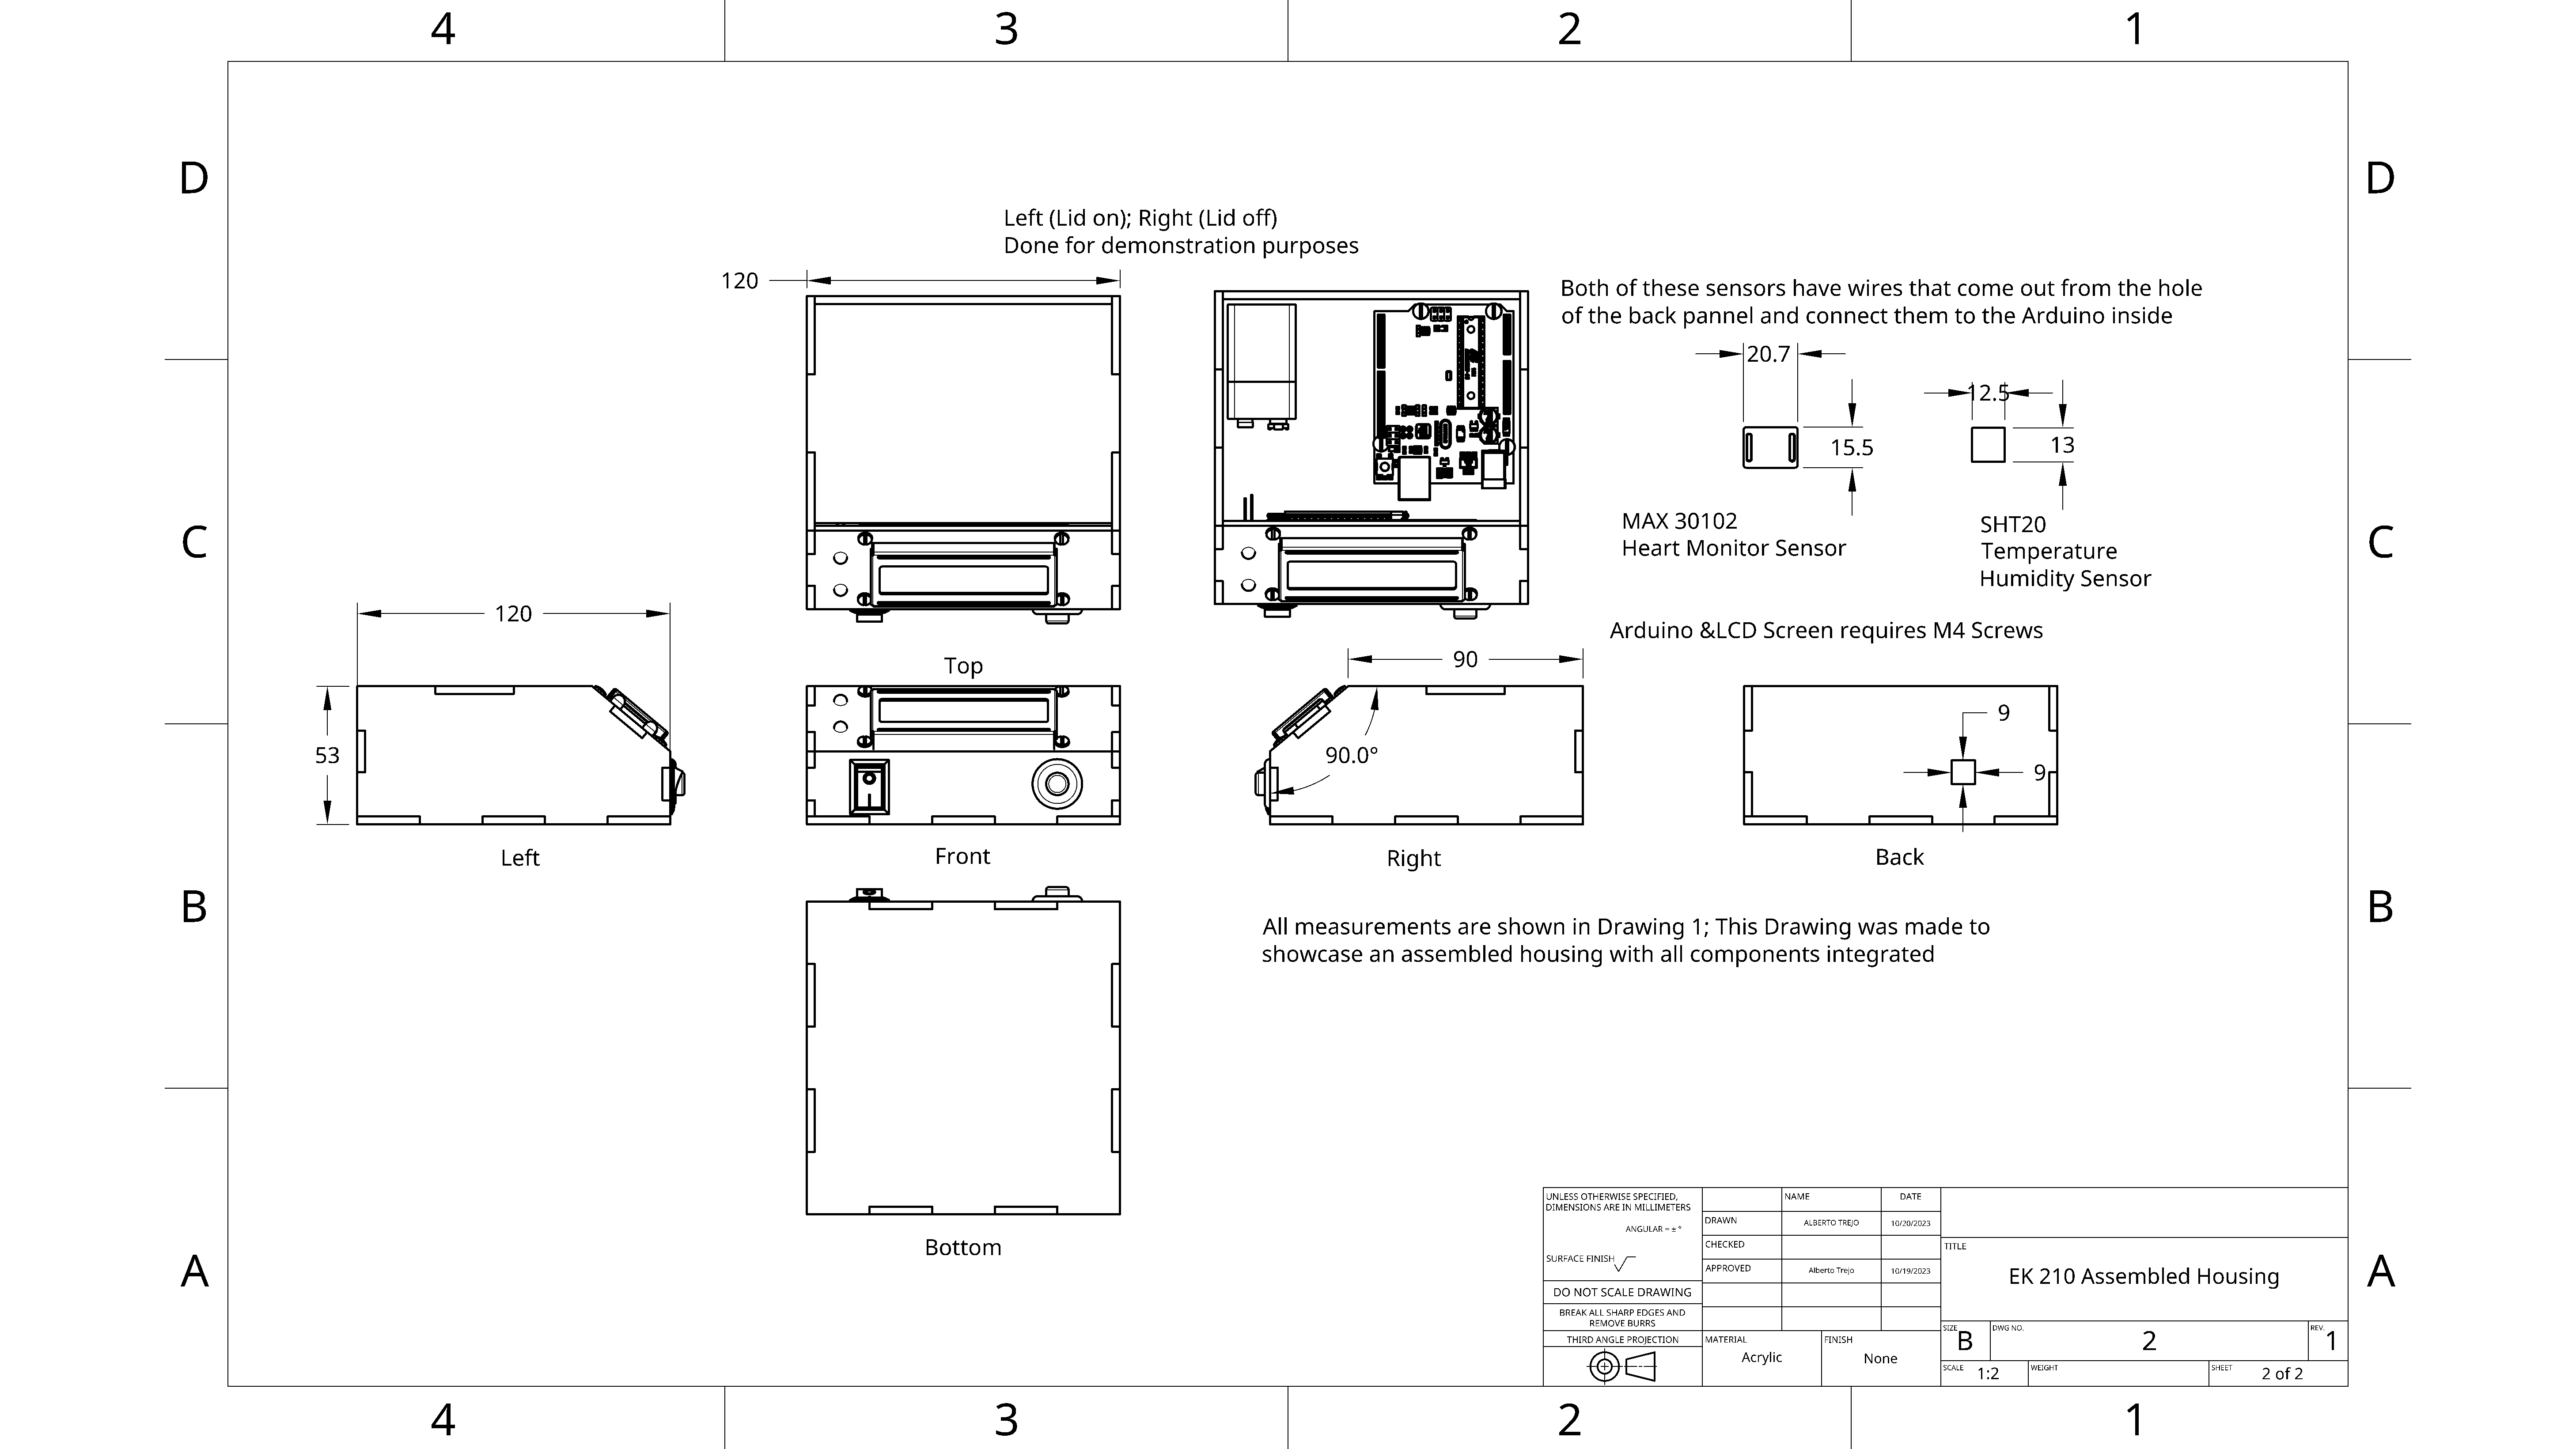 4 3 2 1
D D
Left (Lid on); Right (Lid off)
Done for demonstration purposes
120
Both of these sensors have wires that come out from the hole
of the back pannel and connect them to the Arduino inside
20.7
12.5
15.5
13
MAX 30102
Heart Monitor Sensor
SHT20
Temperature
Humidity Sensor
C C
120
Arduino &LCD Screen requires M4 Screws
Top
90
53
90.0°
9
9
Left
Front
Right
Back
B B
All measurements are shown in Drawing 1; This Drawing was made to
showcase an assembled housing with all components integrated
Bottom
A A
UNLESS OTHERWISE SPECIFIED,
DIMENSIONS ARE IN MILLIMETERS
ANGULAR = ± °
SURFACE FINISH
DO NOT SCALE DRAWING
BREAK ALL SHARP EDGES AND
REMOVE BURRS
THIRD ANGLE PROJECTION
NAME DATE
DRAWN ALBERTO TREJO 10/20/2023
CHECKED
APPROVED Alberto Trejo 10/19/2023
MATERIAL
Acrylic
FINISH
None
TITLE
EK 210 Assembled Housing
SIZE B
DWG NO. 2
REV. 1
SCALE 1:2
WEIGHT
SHEET 2 of 2
4 3 2 1